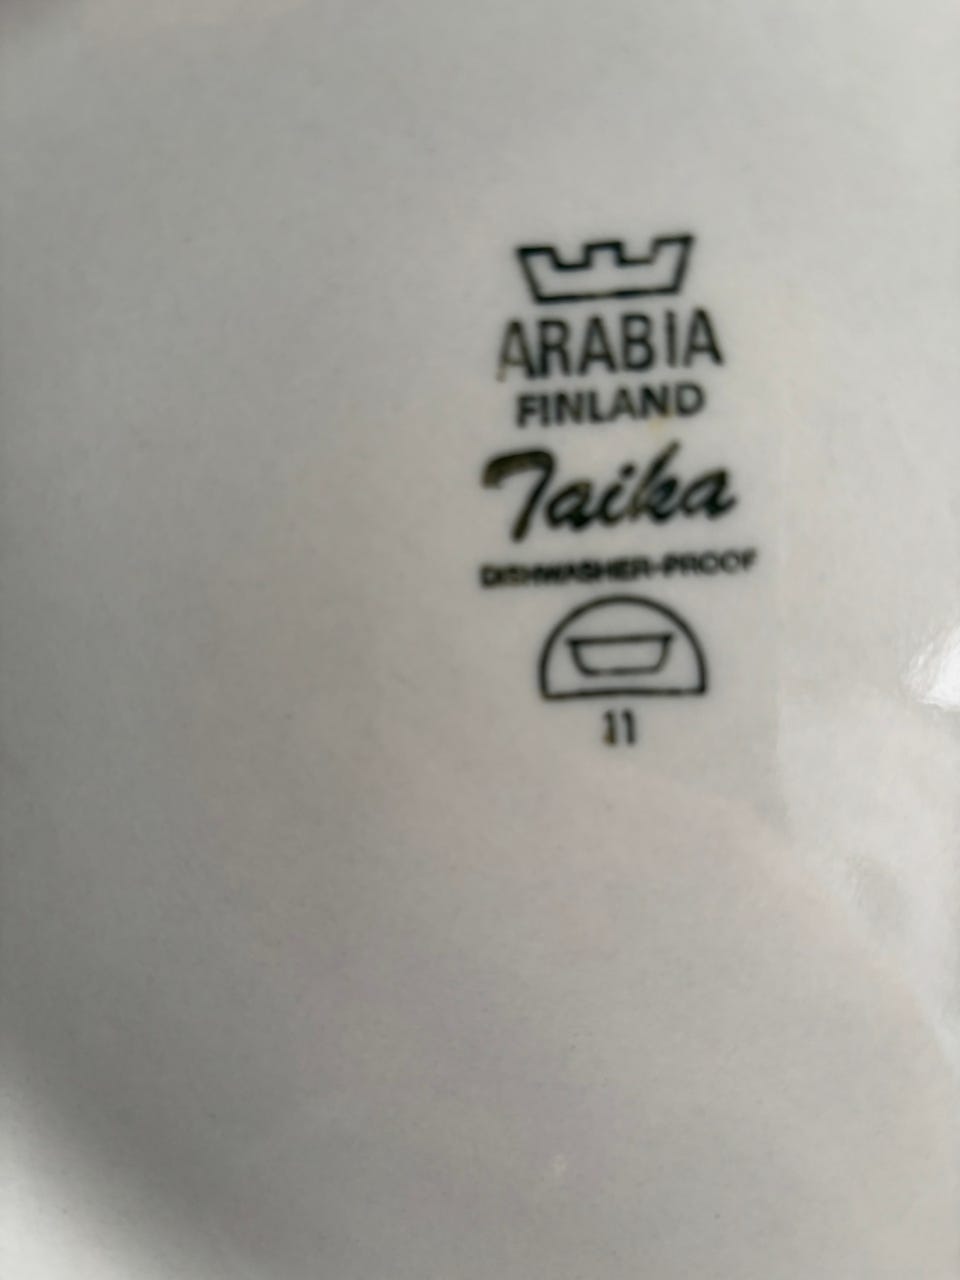 ARABIA
FINLAND
Taika
DISHWASHER-PROOF
11